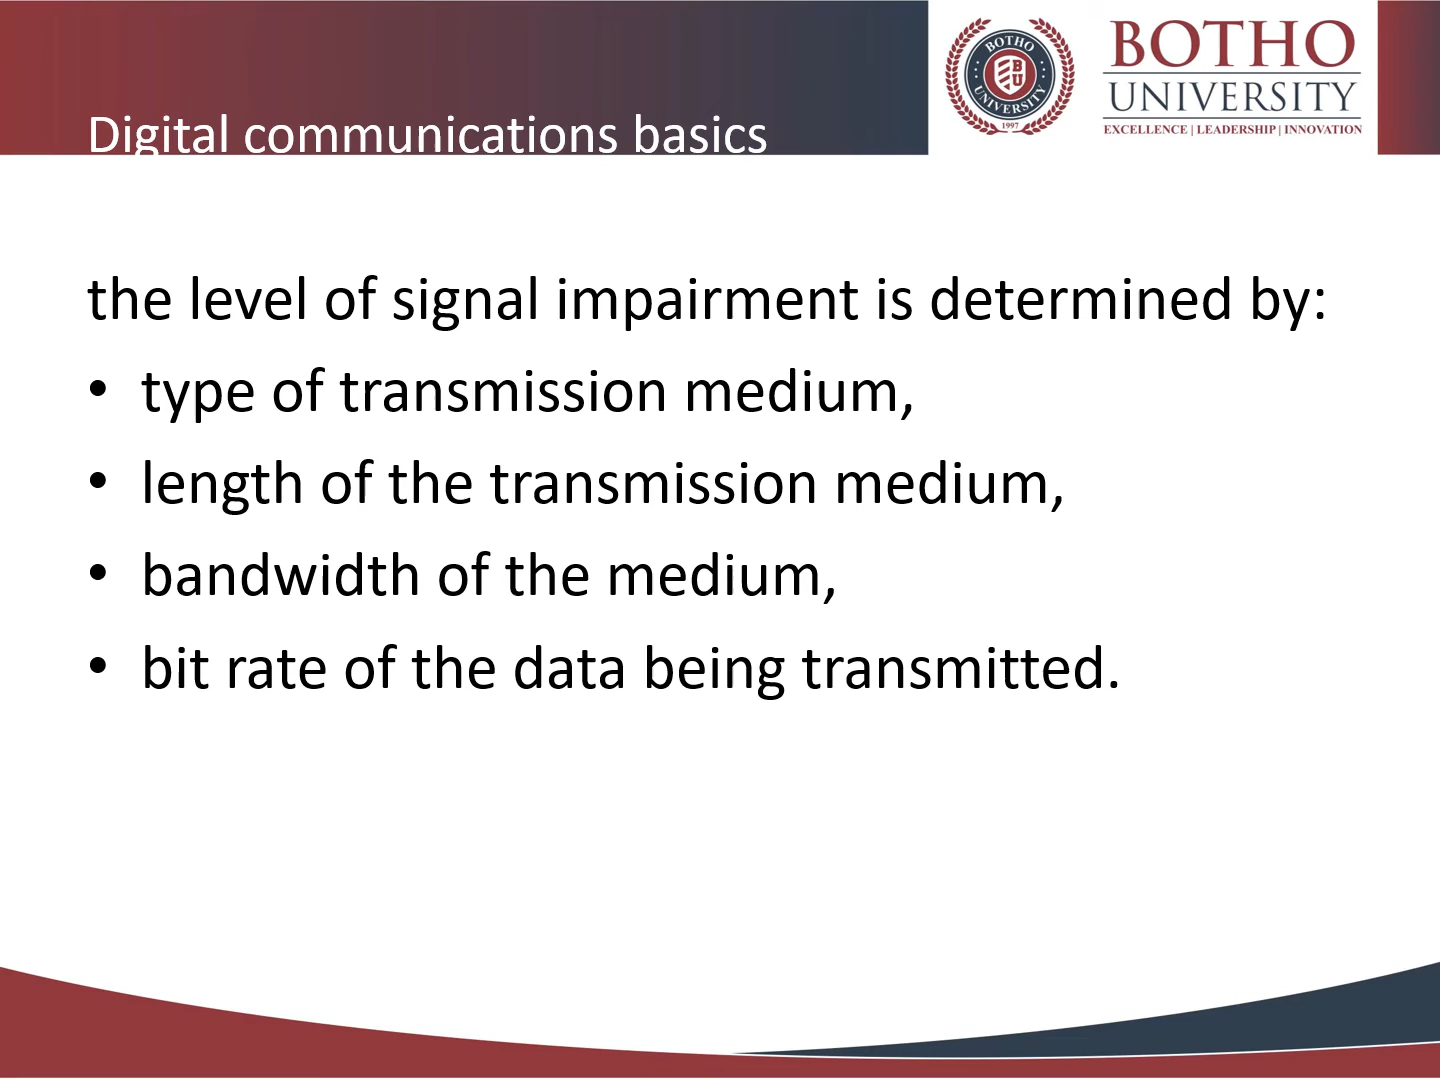 BOTHO
UNIVERSITY
EXCELLENCE | LEADERSHIP | INNOVATION
BOTHO
BU
UNIVERSITY
1997
Digital communications basics
the level of signal impairment is determined by:
• type of transmission medium,
• length of the transmission medium,
• bandwidth of the medium,
• bit rate of the data being transmitted.